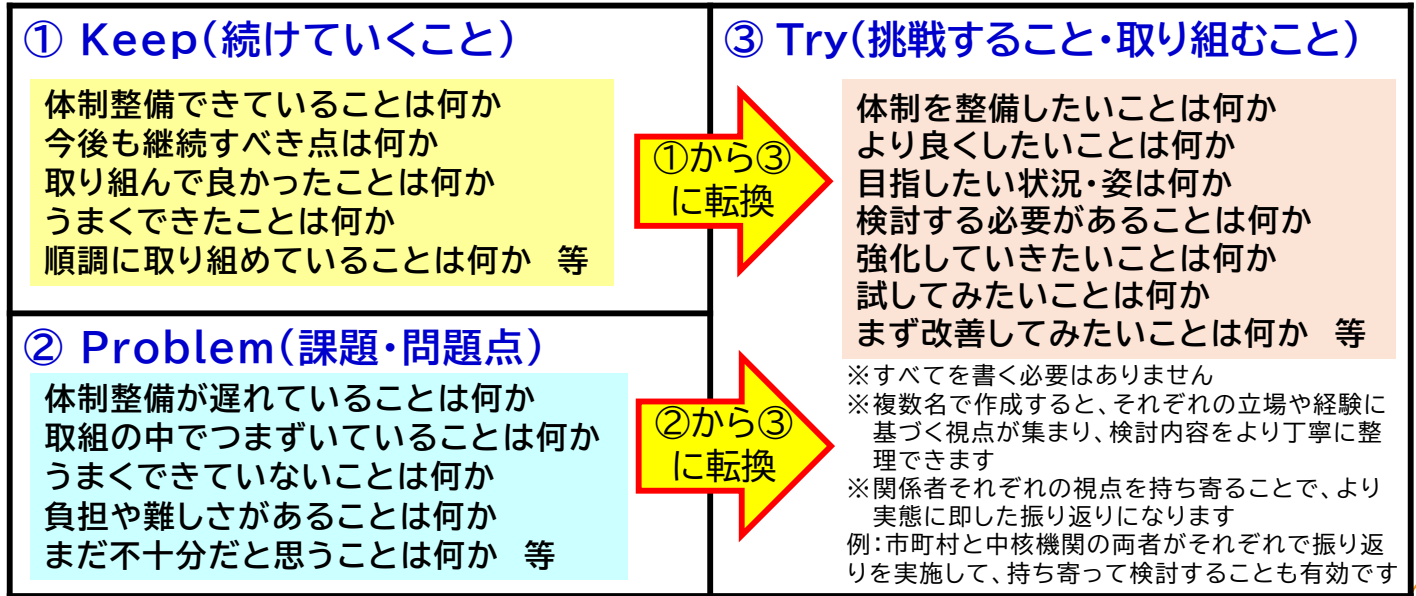 ① Keep(続けていくこと)
体制整備できていることは何か
今後も継続すべき点は何か
取り組んで良かったことは何か
うまくできたことは何か
順調に取り組めていることは何か 等
①から③
に転換
② Problem(課題・問題点)
体制整備が遅れていることは何か
取組の中でつまずいていることは何か
うまくできていないことは何か
負担や難しさがあることは何か
まだ不十分だと思うことは何か 等
②から③
に転換
③ Try(挑戦すること・取り組むこと)
体制を整備したいことは何か
より良くしたいことは何か
目指したい状況・姿は何か
検討する必要があることは何か
強化していきたいことは何か
試してみたいことは何か
まず改善してみたいことは何か 等
※すべてを書く必要はありません
※複数名で作成すると、それぞれの立場や経験に
基づく視点が集まり、検討内容をより丁寧に整
理できます
※関係者それぞれの視点を持ち寄ることで、より
実態に即した振り返りになります
例:市町村と中核機関の両者がそれぞれで振り返
りを実施して、持ち寄って検討することも有効です